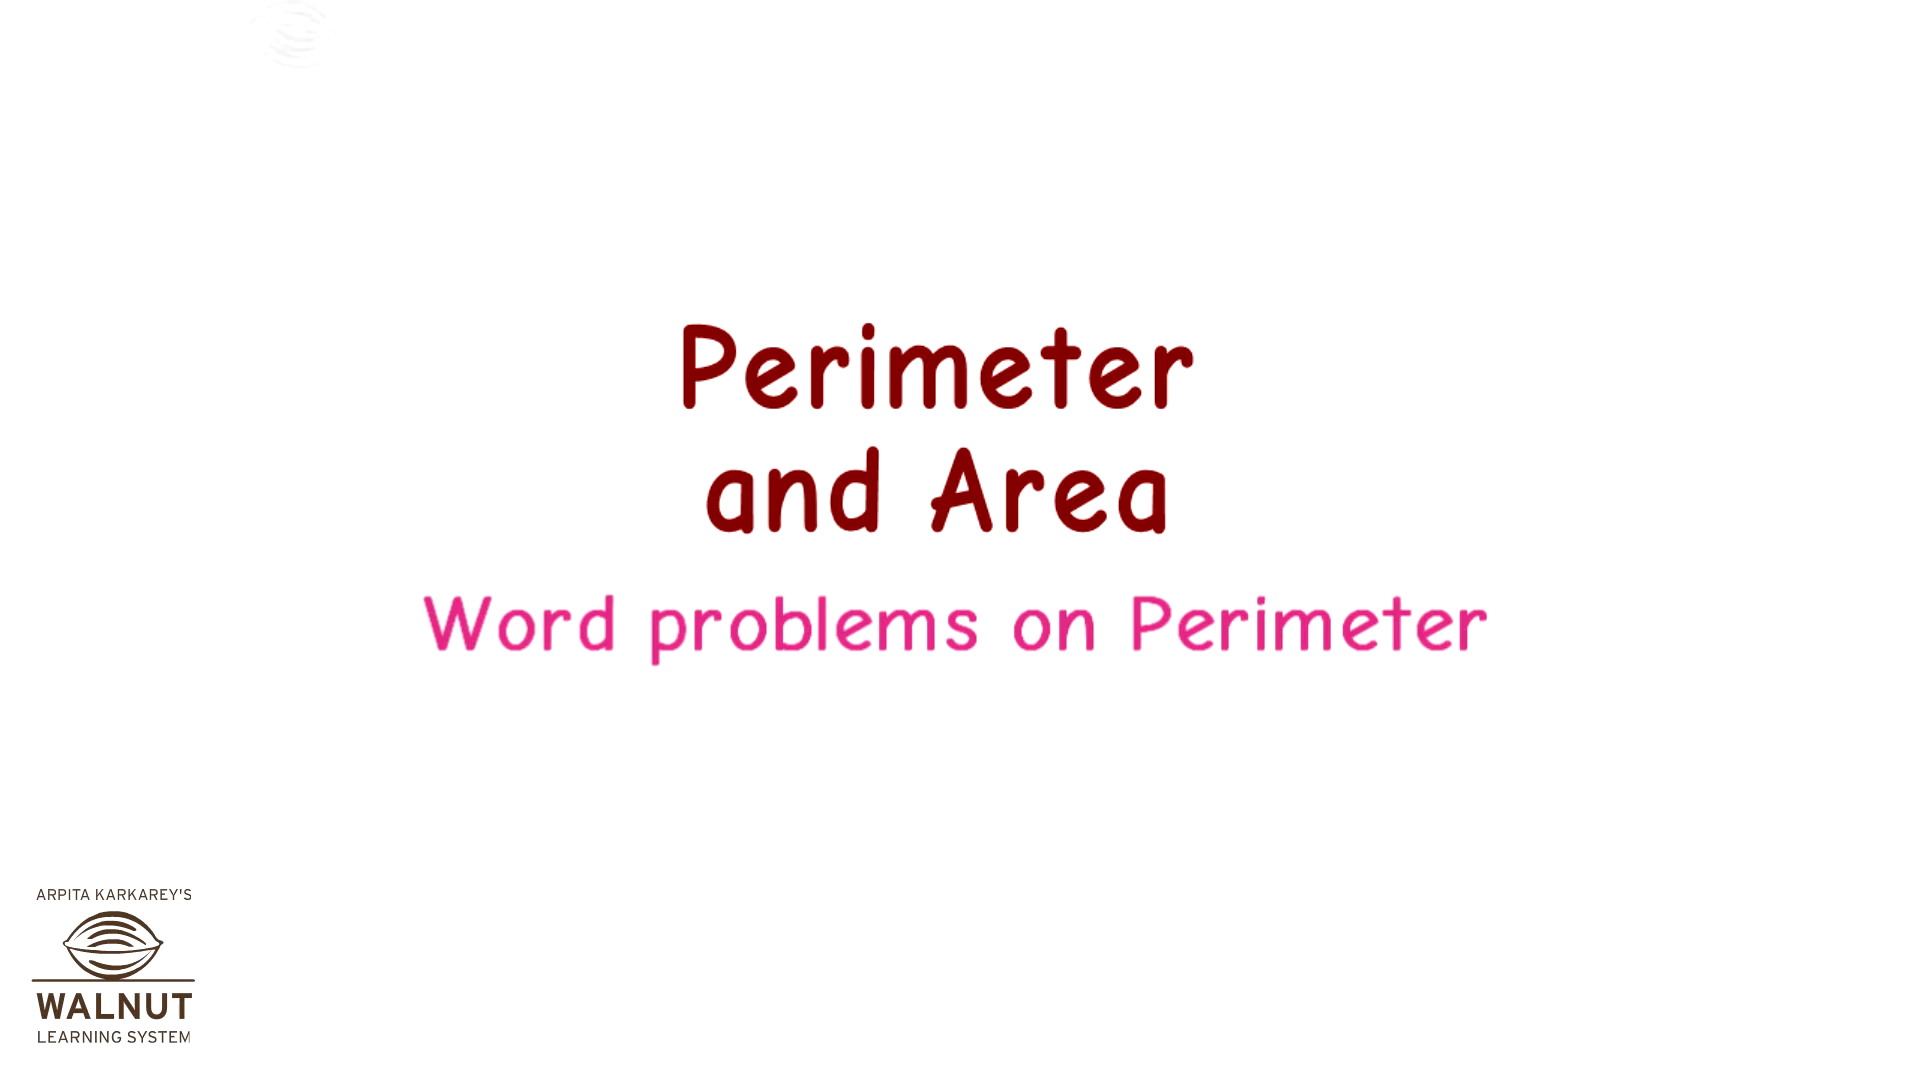 Perimeter
and Area
Word problems on Perimeter
ARPITA KARKAREY'S
WALNUT
LEARNING SYSTEM